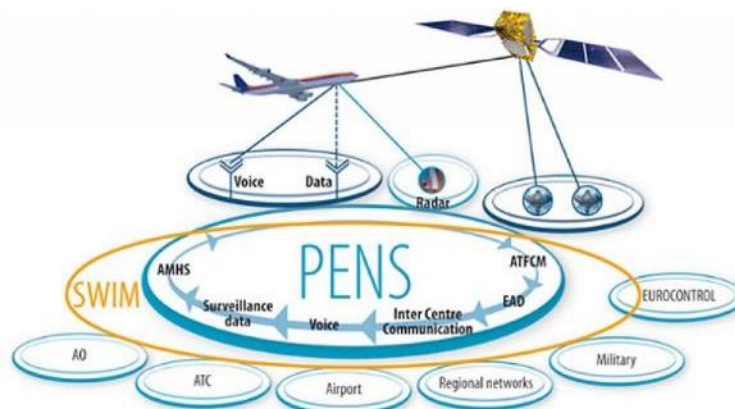 Voice
Data
Radar
PENS
SWIM
AMHS
ATFCM
Surveillance
data
Voice
Inter Centre
Communication
EAD
EUROCONTROL
AO
ATC
Airport
Regional networks
Military